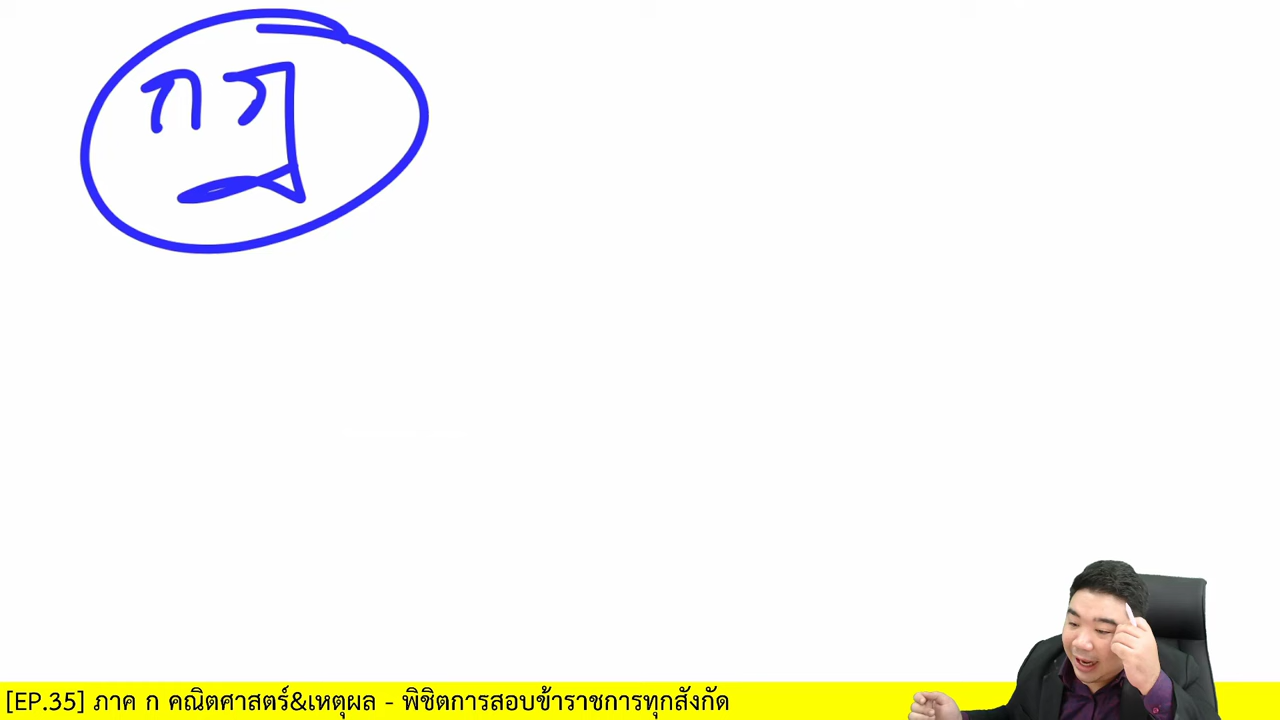 กฎ
[EP.35] ภาค ก คณิตศาสตร์&เหตุผล - พิชิตการสอบข้าราชการทุกสังกัด